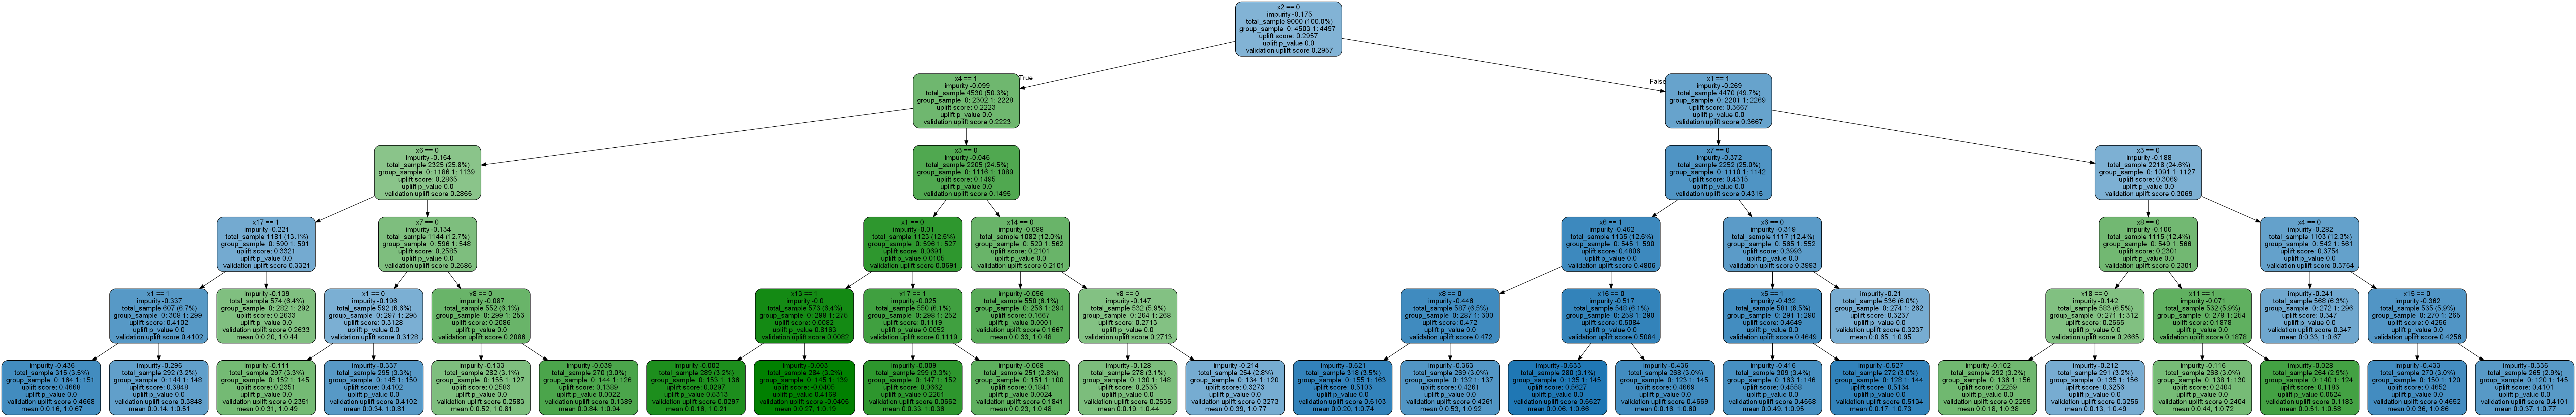 x2 == 0
impurity -0.175
total_sample 9000 (100.0%)
group_sample 0: 4503 1: 4497
uplift score: 0.2957
uplift p_value 0.0
validation uplift score 0.2957
True
False
x4 == 1
impurity -0.099
total_sample 4530 (50.3%)
group_sample 0: 2302 1: 2228
uplift score: 0.2223
uplift p_value 0.0
validation uplift score 0.2223
x1 == 1
impurity -0.269
total_sample 4470 (49.7%)
group_sample 0: 2201 1: 2269
uplift score: 0.3667
uplift p_value 0.0
validation uplift score 0.3667
x6 == 0
impurity -0.164
total_sample 2325 (25.8%)
group_sample 0: 1186 1: 1139
uplift score: 0.2865
uplift p_value 0.0
validation uplift score 0.2865
x3 == 0
impurity -0.045
total_sample 2205 (24.5%)
group_sample 0: 1116 1: 1089
uplift score: 0.1495
uplift p_value 0.0
validation uplift score 0.1495
x7 == 0
impurity -0.372
total_sample 2252 (25.0%)
group_sample 0: 1110 1: 1142
uplift score: 0.4315
uplift p_value 0.0
validation uplift score 0.4315
x3 == 0
impurity -0.188
total_sample 2218 (24.6%)
group_sample 0: 1091 1: 1127
uplift score: 0.3069
uplift p_value 0.0
validation uplift score 0.3069
x17 == 1
impurity -0.221
total_sample 1181 (13.1%)
group_sample 0: 590 1: 591
uplift score: 0.3321
uplift p_value 0.0
validation uplift score 0.3321
x7 == 0
impurity -0.134
total_sample 1144 (12.7%)
group_sample 0: 596 1: 548
uplift score: 0.2585
uplift p_value 0.0
validation uplift score 0.2585
x1 == 0
impurity -0.01
total_sample 1123 (12.5%)
group_sample 0: 596 1: 527
uplift score: 0.0691
uplift p_value 0.0105
validation uplift score 0.0691
x14 == 0
impurity -0.088
total_sample 1082 (12.0%)
group_sample 0: 520 1: 562
uplift score: 0.2101
uplift p_value 0.0
validation uplift score 0.2101
x6 == 1
impurity -0.462
total_sample 1135 (12.6%)
group_sample 0: 545 1: 590
uplift score: 0.4806
uplift p_value 0.0
validation uplift score 0.4806
x6 == 0
impurity -0.319
total_sample 1117 (12.4%)
group_sample 0: 565 1: 552
uplift score: 0.3993
uplift p_value 0.0
validation uplift score 0.3993
x8 == 0
impurity -0.106
total_sample 1115 (12.4%)
group_sample 0: 549 1: 566
uplift score: 0.2301
uplift p_value 0.0
validation uplift score 0.2301
x4 == 0
impurity -0.282
total_sample 1103 (12.3%)
group_sample 0: 542 1: 561
uplift score: 0.3754
uplift p_value 0.0
validation uplift score 0.3754
x1 == 1
impurity -0.337
total_sample 607 (6.7%)
group_sample 0: 308 1: 299
uplift score: 0.4102
uplift p_value 0.0
validation uplift score 0.4102
impurity -0.139
total_sample 574 (6.4%)
group_sample 0: 282 1: 292
uplift score: 0.2633
uplift p_value 0.0
validation uplift score 0.2633
mean 0:0.20, 1:0.44
x1 == 0
impurity -0.196
total_sample 592 (6.6%)
group_sample 0: 297 1: 295
uplift score: 0.3128
uplift p_value 0.0
validation uplift score 0.3128
x8 == 0
impurity -0.087
total_sample 552 (6.1%)
group_sample 0: 299 1: 253
uplift score: 0.2086
uplift p_value 0.0
validation uplift score 0.2086
x13 == 1
impurity -0.0
total_sample 573 (6.4%)
group_sample 0: 298 1: 275
uplift score: 0.0082
uplift p_value 0.8163
validation uplift score 0.0082
x17 == 1
impurity -0.025
total_sample 550 (6.1%)
group_sample 0: 298 1: 252
uplift score: 0.1119
uplift p_value 0.0052
validation uplift score 0.1119
impurity -0.056
total_sample 550 (6.1%)
group_sample 0: 256 1: 294
uplift score: 0.1667
uplift p_value 0.0001
validation uplift score 0.1667
mean 0:0.33, 1:0.48
x8 == 0
impurity -0.147
total_sample 532 (5.9%)
group_sample 0: 264 1: 268
uplift score: 0.2713
uplift p_value 0.0
validation uplift score 0.2713
x8 == 0
impurity -0.446
total_sample 587 (6.5%)
group_sample 0: 287 1: 300
uplift score: 0.472
uplift p_value 0.0
validation uplift score 0.472
x16 == 0
impurity -0.517
total_sample 548 (6.1%)
group_sample 0: 258 1: 290
uplift score: 0.5084
uplift p_value 0.0
validation uplift score 0.5084
x5 == 1
impurity -0.432
total_sample 581 (6.5%)
group_sample 0: 291 1: 290
uplift score: 0.4649
uplift p_value 0.0
validation uplift score 0.4649
impurity -0.21
total_sample 536 (6.0%)
group_sample 0: 274 1: 262
uplift score: 0.3237
uplift p_value 0.0
validation uplift score 0.3237
mean 0:0.65, 1:0.95
x18 == 0
impurity -0.142
total_sample 583 (6.5%)
group_sample 0: 271 1: 312
uplift score: 0.2665
uplift p_value 0.0
validation uplift score 0.2665
x11 == 1
impurity -0.071
total_sample 532 (5.9%)
group_sample 0: 278 1: 254
uplift score: 0.1878
uplift p_value 0.0
validation uplift score 0.1878
impurity -0.241
total_sample 568 (6.3%)
group_sample 0: 272 1: 296
uplift score: 0.347
uplift p_value 0.0
validation uplift score 0.347
mean 0:0.33, 1:0.67
x15 == 0
impurity -0.362
total_sample 535 (5.9%)
group_sample 0: 270 1: 265
uplift score: 0.4256
uplift p_value 0.0
validation uplift score 0.4256
impurity -0.436
total_sample 315 (3.5%)
group_sample 0: 164 1: 151
uplift score: 0.4668
uplift p_value 0.0
validation uplift score 0.4668
mean 0:0.16, 1:0.67
impurity -0.296
total_sample 292 (3.2%)
group_sample 0: 144 1: 148
uplift score: 0.3848
uplift p_value 0.0
validation uplift score 0.3848
mean 0:0.14, 1:0.51
impurity -0.111
total_sample 297 (3.3%)
group_sample 0: 152 1: 145
uplift score: 0.2351
uplift p_value 0.0
validation uplift score 0.2351
mean 0:0.31, 1:0.49
impurity -0.337
total_sample 295 (3.3%)
group_sample 0: 145 1: 150
uplift score: 0.4102
uplift p_value 0.0
validation uplift score 0.4102
mean 0:0.34, 1:0.81
impurity -0.133
total_sample 282 (3.1%)
group_sample 0: 155 1: 127
uplift score: 0.2583
uplift p_value 0.0
validation uplift score 0.2583
mean 0:0.52, 1:0.81
impurity -0.039
total_sample 270 (3.0%)
group_sample 0: 144 1: 126
uplift score: 0.1389
uplift p_value 0.0022
validation uplift score 0.1389
mean 0:0.84, 1:0.94
impurity -0.002
total_sample 289 (3.2%)
group_sample 0: 153 1: 136
uplift score: 0.0297
uplift p_value 0.5313
validation uplift score 0.0297
mean 0:0.16, 1:0.21
impurity -0.003
total_sample 284 (3.2%)
group_sample 0: 145 1: 139
uplift score: -0.0405
uplift p_value 0.4168
validation uplift score -0.0405
mean 0:0.27, 1:0.19
impurity -0.009
total_sample 299 (3.3%)
group_sample 0: 147 1: 152
uplift score: 0.0662
uplift p_value 0.2251
validation uplift score 0.0662
mean 0:0.33, 1:0.36
impurity -0.068
total_sample 251 (2.8%)
group_sample 0: 151 1: 100
uplift score: 0.1841
uplift p_value 0.0024
validation uplift score 0.1841
mean 0:0.23, 1:0.48
impurity -0.128
total_sample 278 (3.1%)
group_sample 0: 130 1: 148
uplift score: 0.2535
uplift p_value 0.0
validation uplift score 0.2535
mean 0:0.19, 1:0.44
impurity -0.214
total_sample 254 (2.8%)
group_sample 0: 134 1: 120
uplift score: 0.3273
uplift p_value 0.0
validation uplift score 0.3273
mean 0:0.39, 1:0.77
impurity -0.521
total_sample 318 (3.5%)
group_sample 0: 155 1: 163
uplift score: 0.5103
uplift p_value 0.0
validation uplift score 0.5103
mean 0:0.20, 1:0.74
impurity -0.363
total_sample 269 (3.0%)
group_sample 0: 132 1: 137
uplift score: 0.4261
uplift p_value 0.0
validation uplift score 0.4261
mean 0:0.53, 1:0.92
impurity -0.633
total_sample 280 (3.1%)
group_sample 0: 135 1: 145
uplift score: 0.5627
uplift p_value 0.0
validation uplift score 0.5627
mean 0:0.06, 1:0.66
impurity -0.436
total_sample 268 (3.0%)
group_sample 0: 123 1: 145
uplift score: 0.4669
uplift p_value 0.0
validation uplift score 0.4669
mean 0:0.16, 1:0.60
impurity -0.416
total_sample 309 (3.4%)
group_sample 0: 163 1: 146
uplift score: 0.4558
uplift p_value 0.0
validation uplift score 0.4558
mean 0:0.49, 1:0.95
impurity -0.527
total_sample 272 (3.0%)
group_sample 0: 128 1: 144
uplift score: 0.5134
uplift p_value 0.0
validation uplift score 0.5134
mean 0:0.17, 1:0.73
impurity -0.102
total_sample 292 (3.2%)
group_sample 0: 136 1: 156
uplift score: 0.2259
uplift p_value 0.0
validation uplift score 0.2259
mean 0:0.18, 1:0.38
impurity -0.212
total_sample 291 (3.2%)
group_sample 0: 135 1: 156
uplift score: 0.3256
uplift p_value 0.0
validation uplift score 0.3256
mean 0:0.13, 1:0.49
impurity -0.116
total_sample 268 (3.0%)
group_sample 0: 138 1: 130
uplift score: 0.2404
uplift p_value 0.0
validation uplift score 0.2404
mean 0:0.44, 1:0.72
impurity -0.028
total_sample 264 (2.9%)
group_sample 0: 140 1: 124
uplift score: 0.1183
uplift p_value 0.0524
validation uplift score 0.1183
mean 0:0.51, 1:0.58
impurity -0.433
total_sample 270 (3.0%)
group_sample 0: 150 1: 120
uplift score: 0.4652
uplift p_value 0.0
validation uplift score 0.4652
mean 0:0.36, 1:0.86
impurity -0.336
total_sample 265 (2.9%)
group_sample 0: 120 1: 145
uplift score: 0.4101
uplift p_value 0.0
validation uplift score 0.4101
mean 0:0.37, 1:0.77